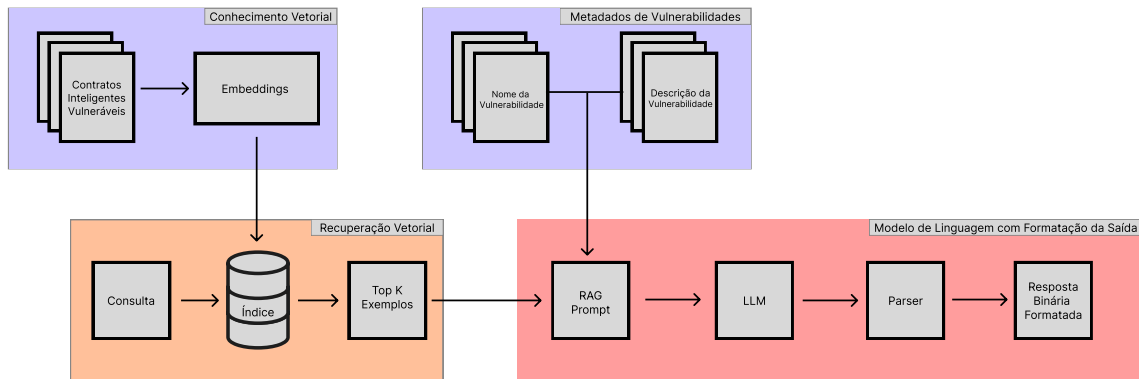 Conhecimento Vetorial
Contratos
Inteligentes
Vulneráveis
Embeddings
Metadados de Vulnerabilidades
Nome da
Vulnerabilidade
Descrição da
Vulnerabilidade
Recuperação Vetorial
Consulta
Índice
Top K
Exemplos
Modelo de Linguagem com Formatação da Saída
RAG
Prompt
LLM
Parser
Resposta
Binária
Formatada